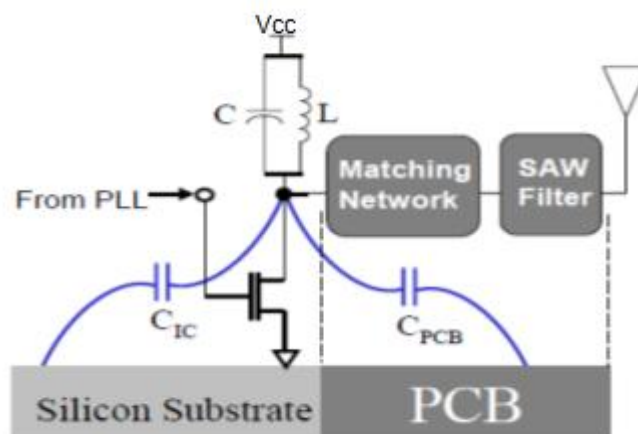 Vcc
C
L
Matching
Network
SAW
Filter
From PLL
C_IC
C_PCB
Silicon Substrate
PCB